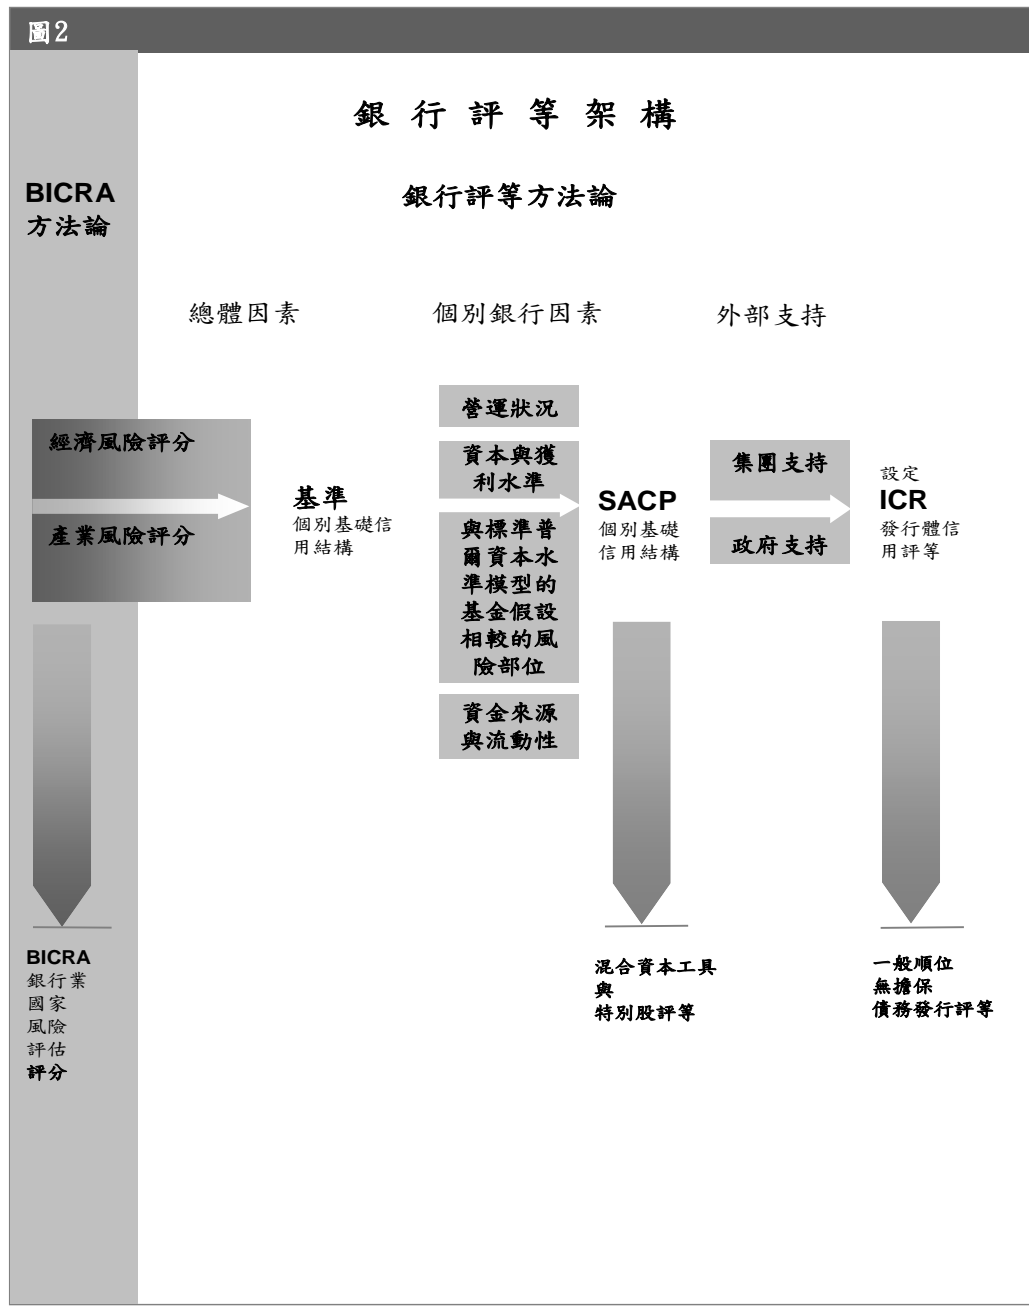 圖2
銀行評等架構
BICRA
方法論
銀行評等方法論
總體因素
個別銀行因素
外部支持
經濟風險評分
產業風險評分
基準
個別基礎信
用結構
營運狀況
資本與獲
利水準
與標準普
爾資本水
準模型的
基金假設
相較的風
險部位
資金來源
與流動性
SACP
個別基礎
信用結構
集團支持
政府支持
設定
ICR
發行體信
用評等
BICRA
銀行業
國家
風險
評估
評分
混合資本工具
與
特別股評等
一般順位
無擔保
債務發行評等